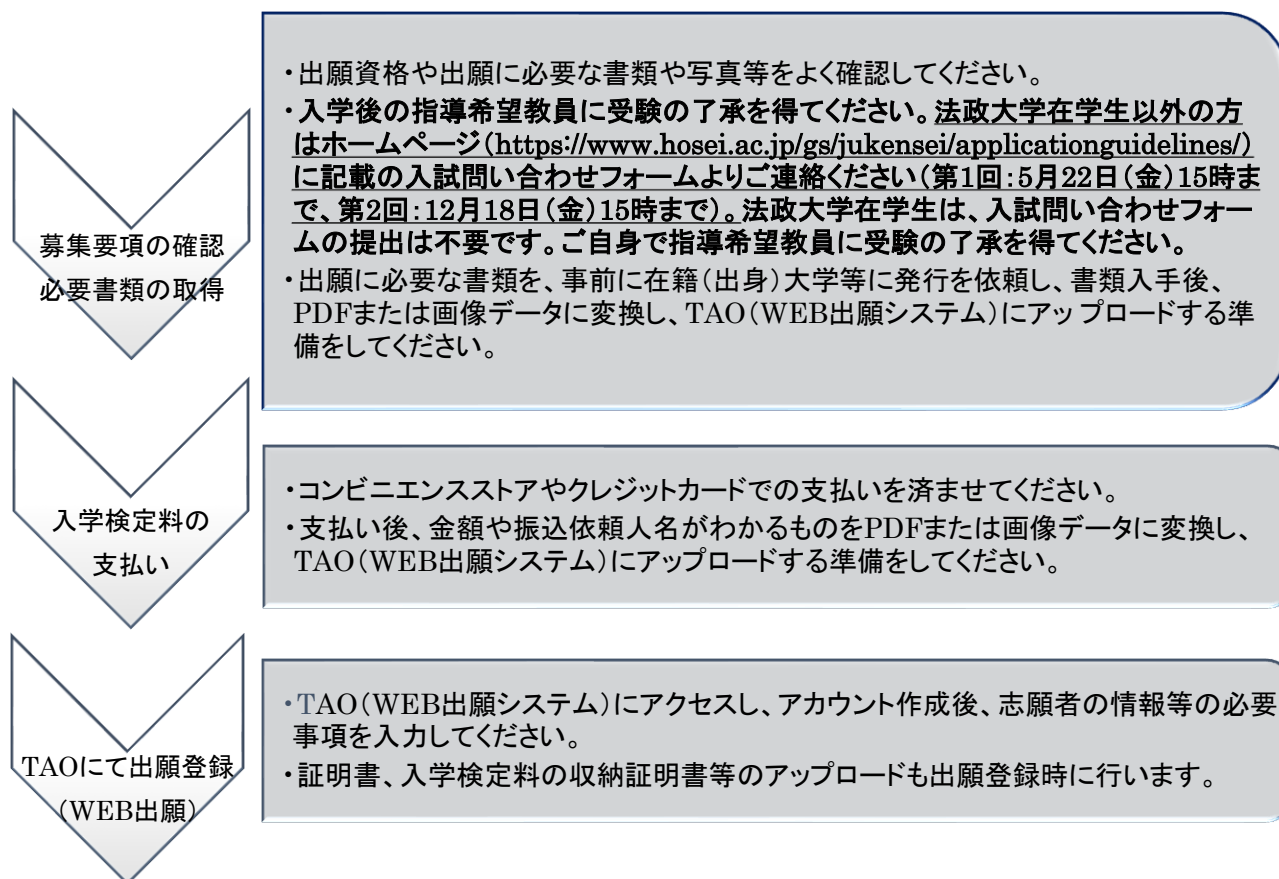 募集要項の確認
必要書類の取得
・出願資格や出願に必要な書類や写真等をよく確認してください。
・入学後の指導希望教員に受験の了承を得てください。法政大学在学生以外の方
はホームページ(https://www.hosei.ac.jp/gs/jukensei/applicationguidelines/)
に記載の入試問い合わせフォームよりご連絡ください(第1回:5月22日(金)15時ま
で、第2回:12月18日(金)15時まで)。法政大学在学生は、入試問い合わせフォー
ムの提出は不要です。ご自身で指導希望教員に受験の了承を得てください。
・出願に必要な書類を、事前に在籍(出身)大学等に発行を依頼し、書類入手後、
PDFまたは画像データに変換し、TAO(WEB出願システム)にアップロードする準
備をしてください。
入学検定料の
支払い
・コンビニエンスストアやクレジットカードでの支払いを済ませてください。
・支払い後、金額や振込依頼人名がわかるものをPDFまたは画像データに変換し、
TAO(WEB出願システム)にアップロードする準備をしてください。
TAOにて出願登録
(WEB出願)
・TAO(WEB出願システム)にアクセスし、アカウント作成後、志願者の情報等の必要
事項を入力してください。
・証明書、入学検定料の収納証明書等のアップロードも出願登録時に行います。